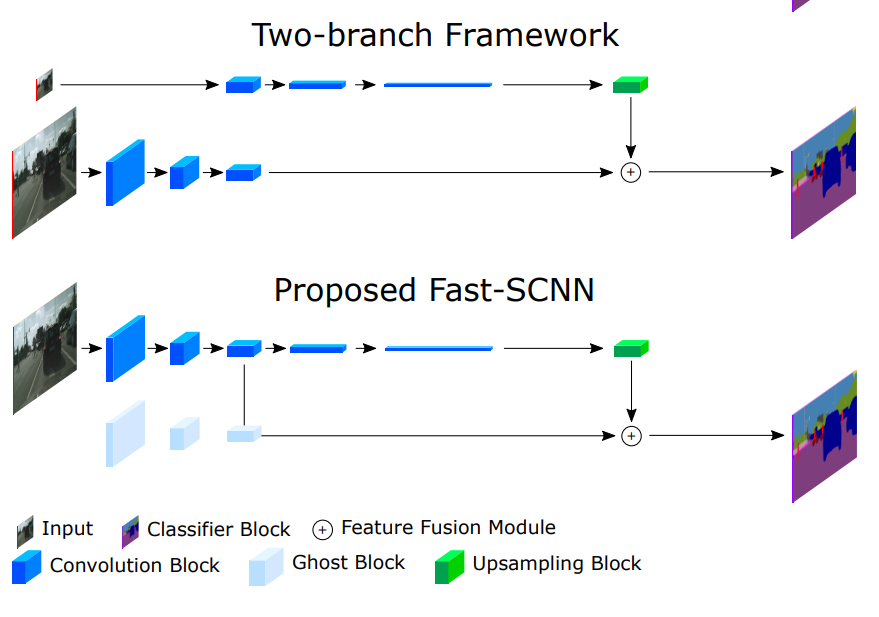 Two-branch Framework
Proposed Fast-SCNN
Input
Classifier Block
Feature Fusion Module
Convolution Block
Ghost Block
Upsampling Block